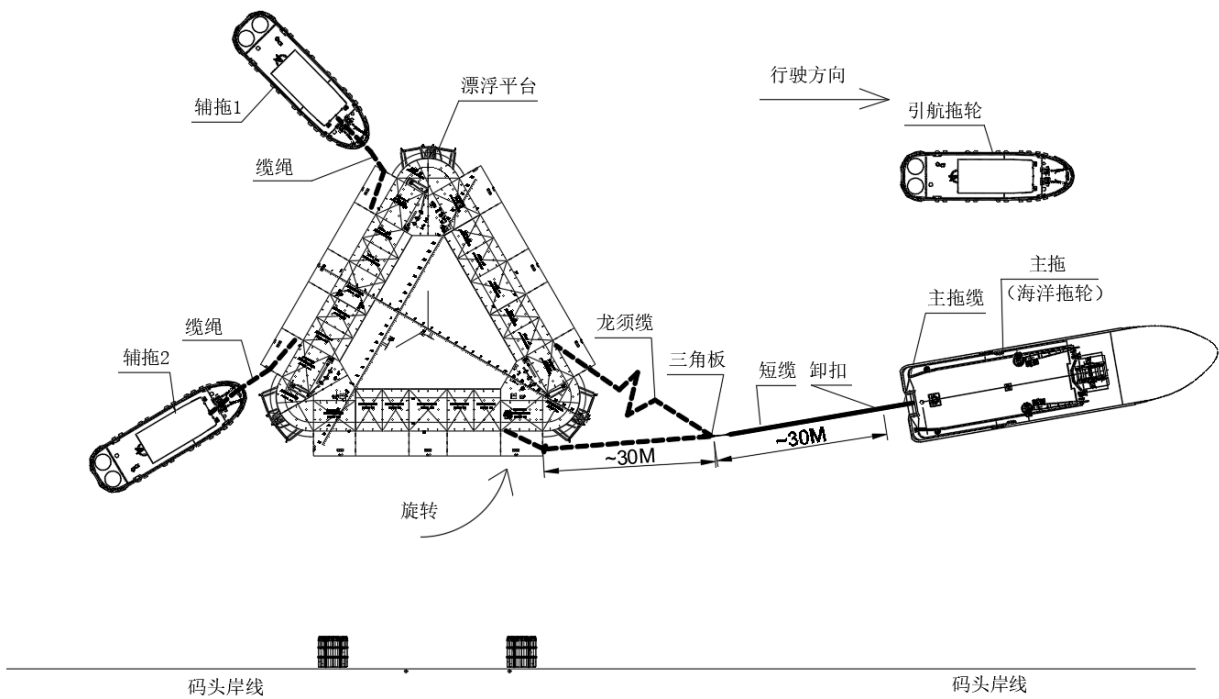 漂浮平台
行驶方向
引航拖轮
辅拖1
缆绳
主拖
（海洋拖轮）
主拖缆
缆绳
辅拖2
龙须缆
三角板
短缆
卸扣
~30M
~30M
旋转
码头岸线
码头岸线